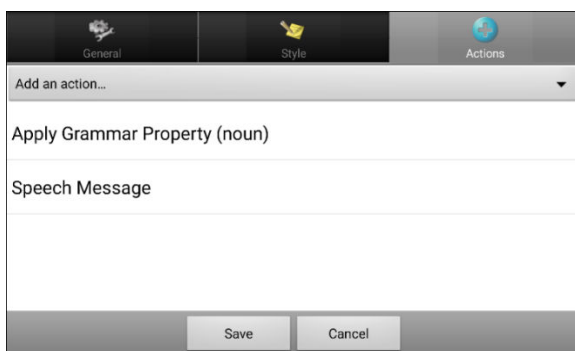 General
Style
Actions
Add an action...
Apply Grammar Property (noun)
Speech Message
Save
Cancel